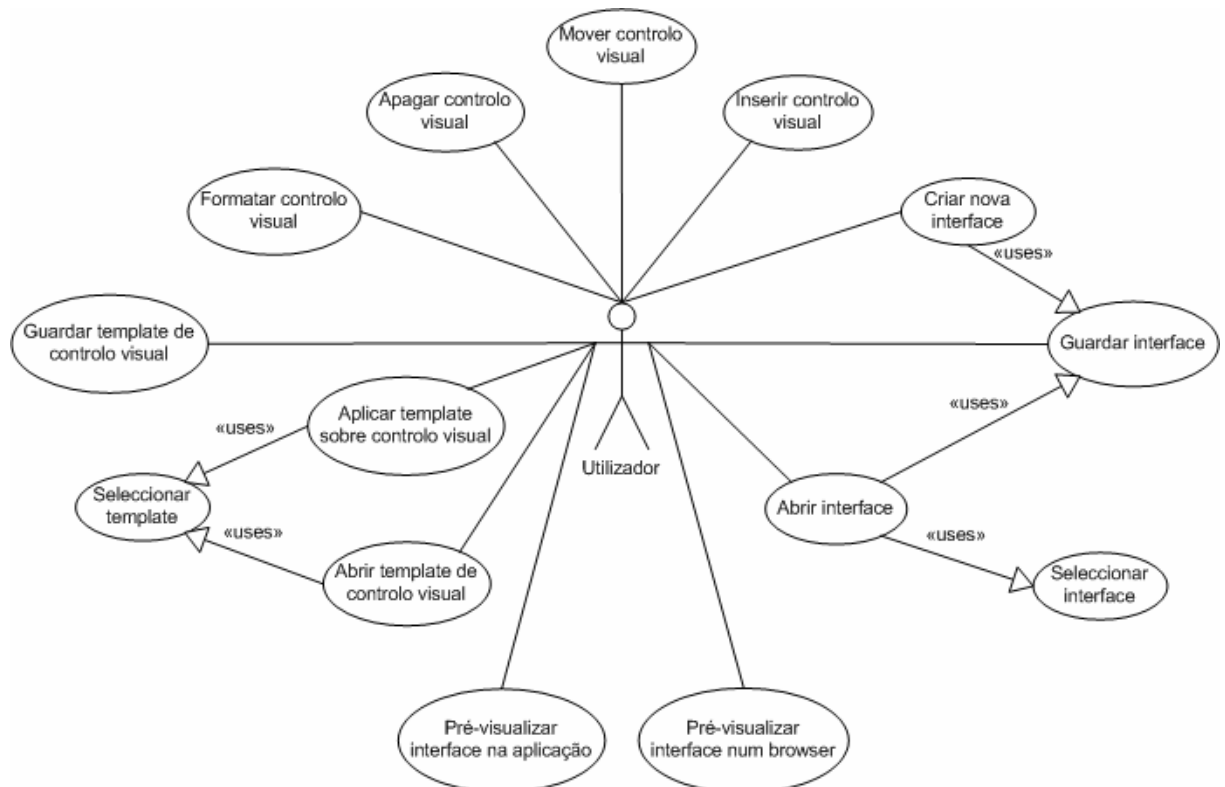 Mover controlo
visual
Apagar controlo
visual
Inserir controlo
visual
Formatar controlo
visual
Criar nova
interface
«uses»
Guardar template de
controlo visual
Guardar interface
Aplicar template
sobre controlo visual
«uses»
«uses»
Utilizador
Seleccionar
template
Abrir interface
«uses»
«uses»
Abrir template de
controlo visual
Seleccionar
interface
Pré-visualizar
interface na aplicação
Pré-visualizar
interface num browser